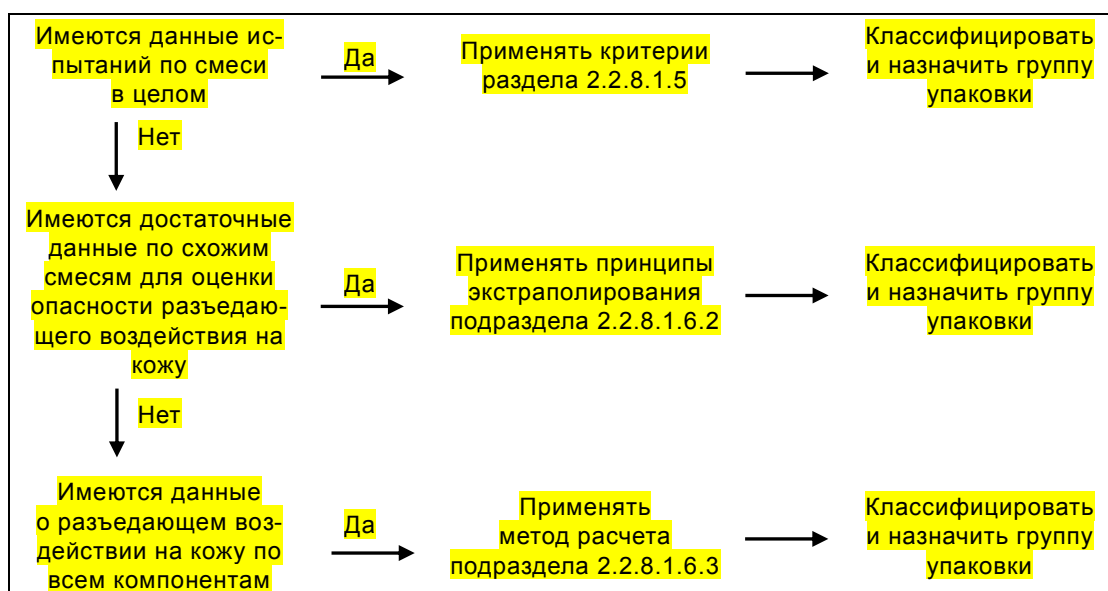 Имеются данные ис-
пытаний по смеси
в целом
Да
Применять критерии
раздела 2.2.8.1.5
Классифицировать
и назначить группу
упаковки
Нет
Имеются достаточные
данные по схожим
смесям для оценки
опасности разъедаю-
щего воздействия на
кожу
Да
Применять принципы
экстраполирования
подраздела 2.2.8.1.6.2
Классифицировать
и назначить группу
упаковки
Нет
Имеются данные
о разъедающем воз-
действии на кожу по
всем компонентам
Да
Применять
метод расчета
подраздела 2.2.8.1.6.3
Классифицировать
и назначить группу
упаковки